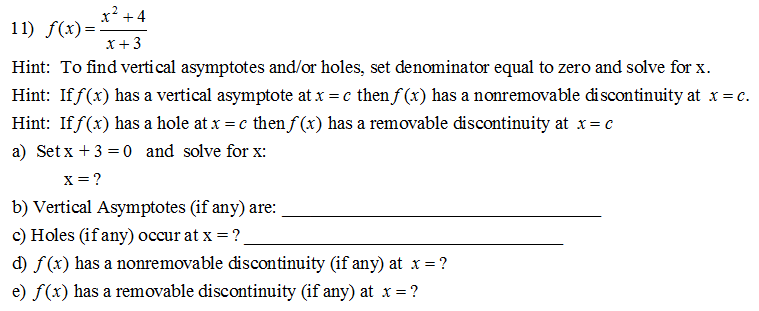 11) f(x) = \frac{x^2 + 4}{x + 3}
Hint: To find vertical asymptotes and/or holes, set denominator equal to zero and solve for x.
Hint: If f(x) has a vertical asymptote at x = c then f(x) has a nonremovable discontinuity at x = c.
Hint: If f(x) has a hole at x = c then f(x) has a removable discontinuity at x = c
a) Set x + 3 = 0 and solve for x:
x = ?
b) Vertical Asymptotes (if any) are: ______________________________
c) Holes (if any) occur at x = ? ______________________________
d) f(x) has a nonremovable discontinuity (if any) at x = ?
e) f(x) has a removable discontinuity (if any) at x = ?